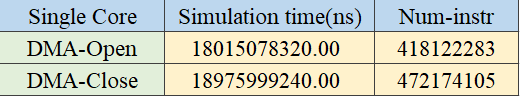 Single Core Simulation time(ns) Num-instr
DMA-Open 18015078320.00 418122283
DMA-Close 18975999240.00 472174105